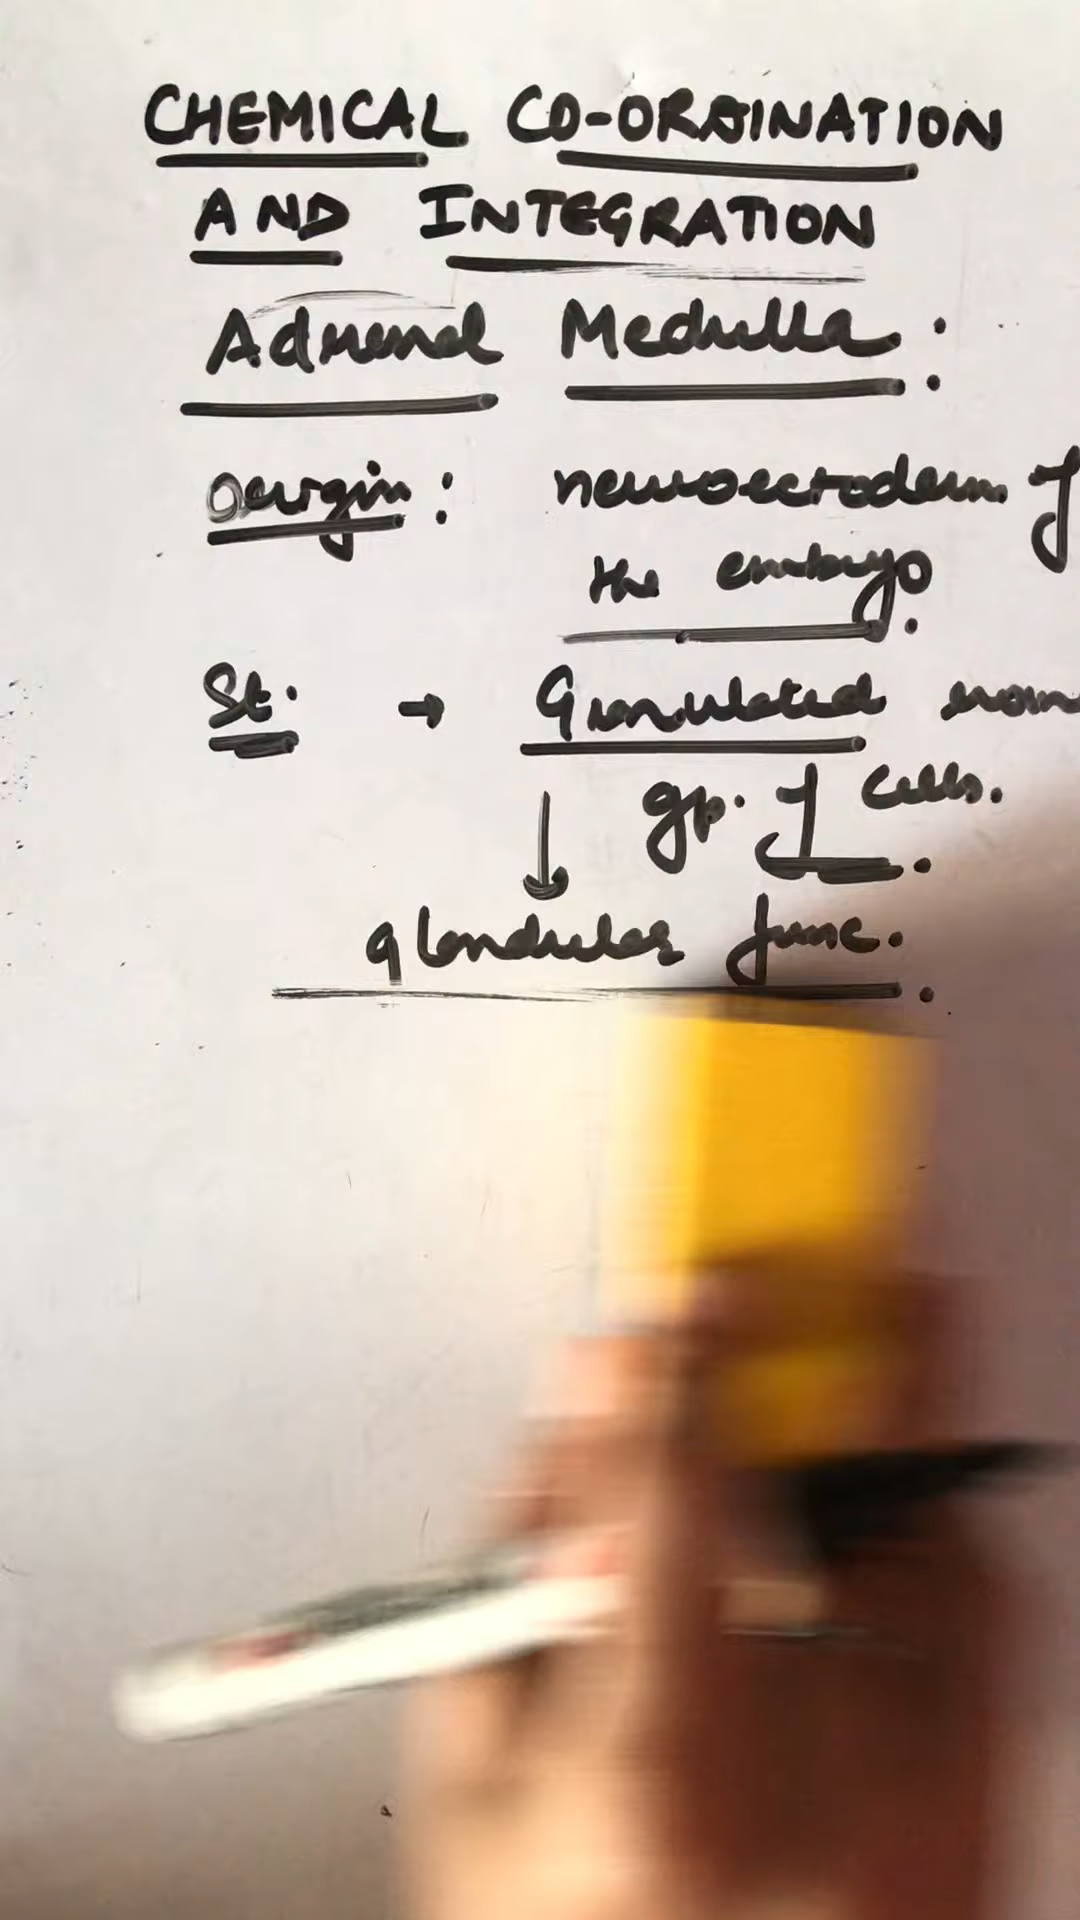 CHEMICAL CO-ORDINATION
AND INTEGRATION
Adrenal Medulla :
Origin : neuroectoderm of
the embryo.
St. → Granulated
↓ gp. of cells.
glandular func.